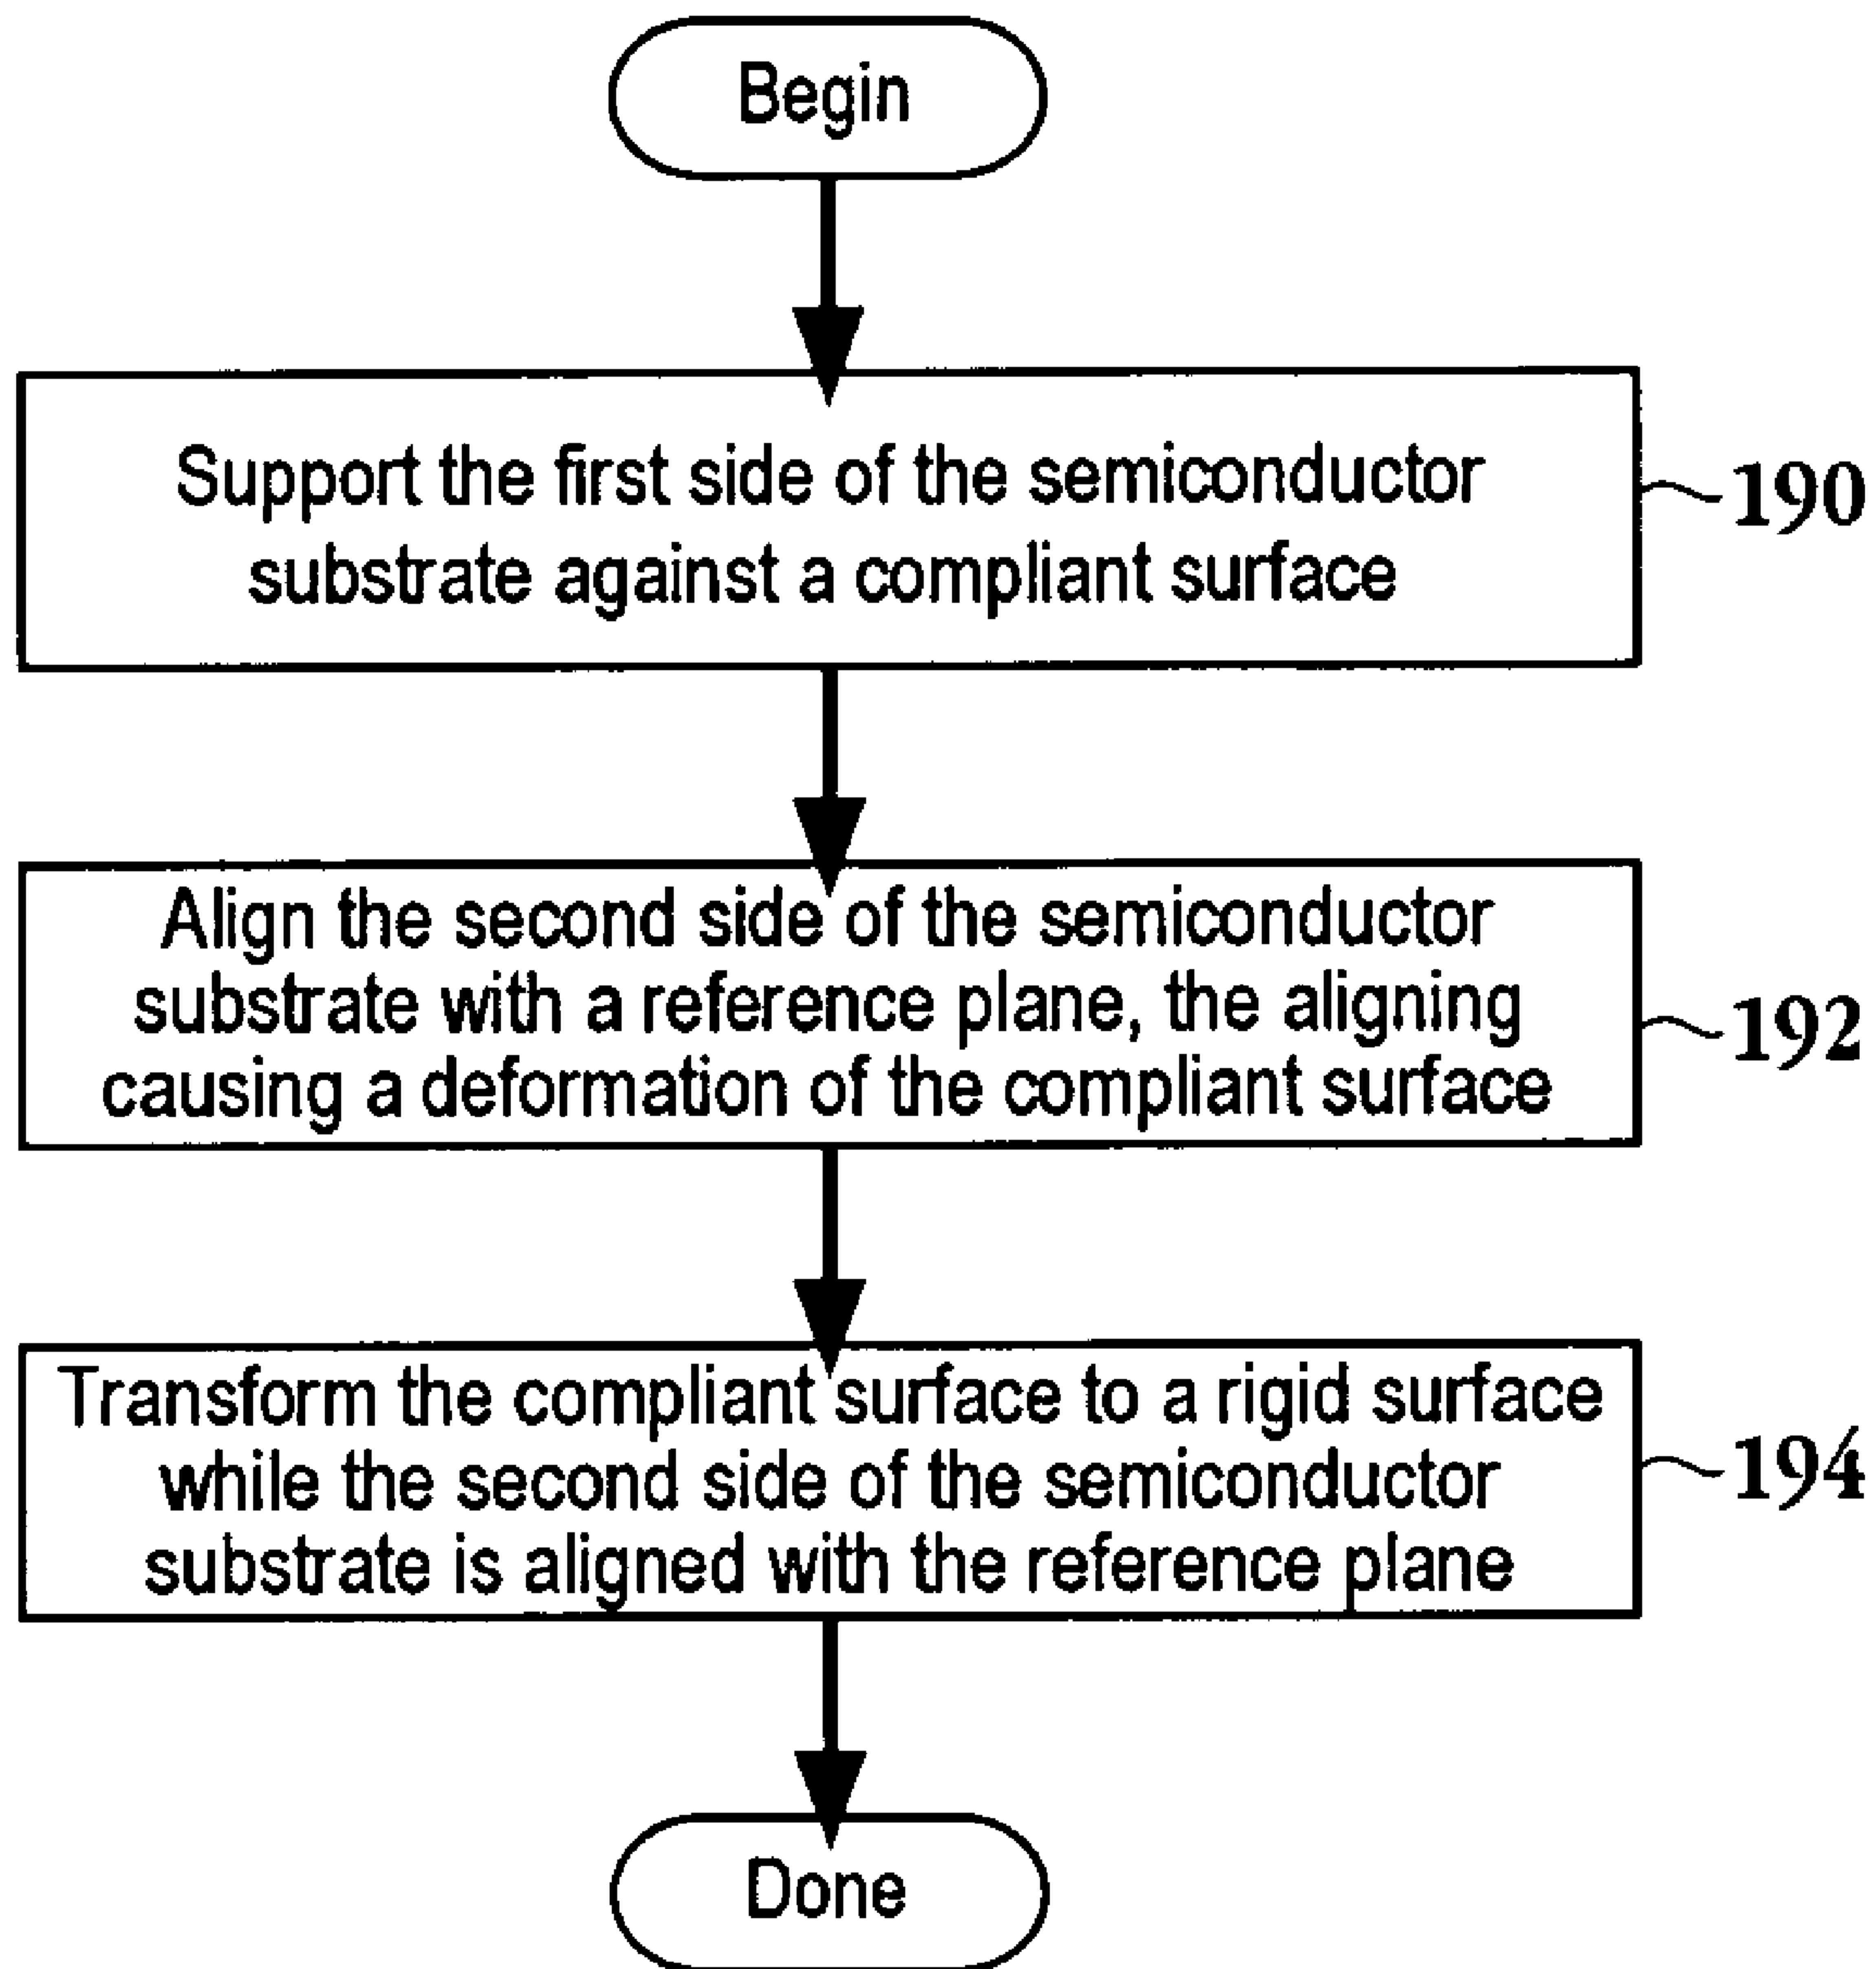 Begin
Support the first side of the semiconductor
substrate against a compliant surface
190
Align the second side of the semiconductor
substrate with a reference plane, the aligning
causing a deformation of the compliant surface
192
Transform the compliant surface to a rigid surface
while the second side of the semiconductor
substrate is aligned with the reference plane
194
Done